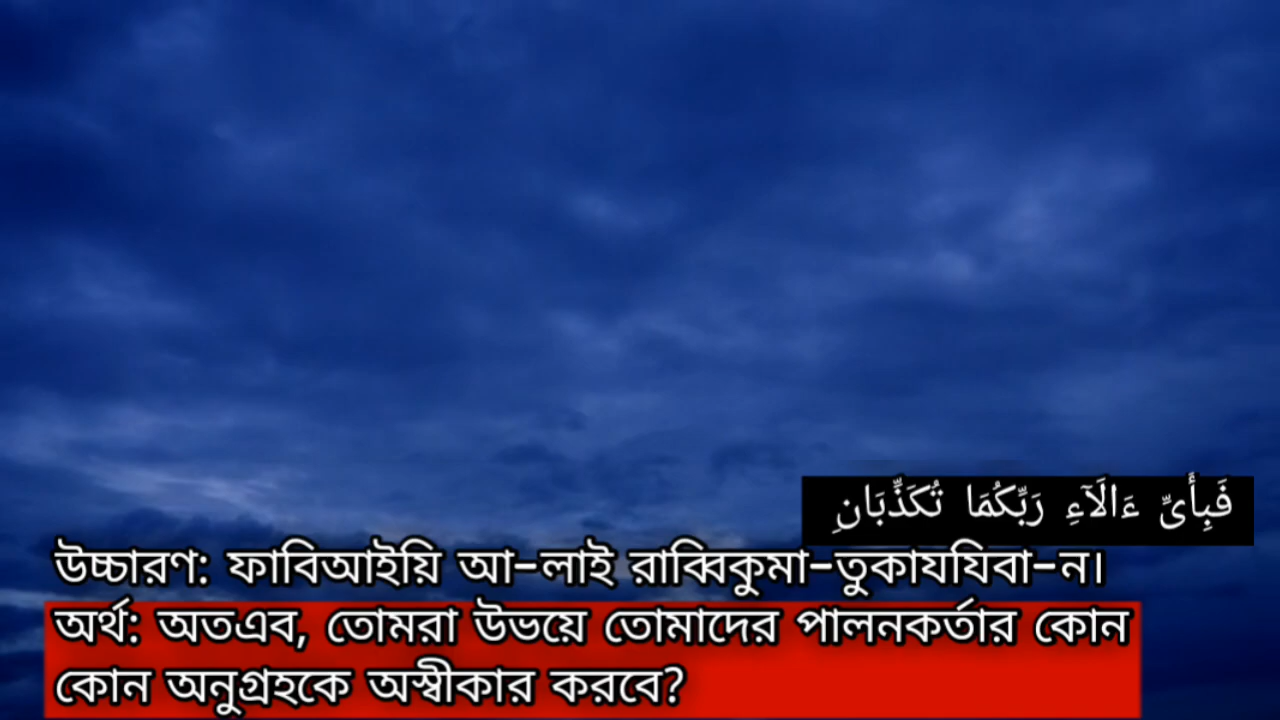 فَبِأَىِّ ءَالَآءِ رَبِّكُمَا تُكَذِّبَانِ
উচ্চারণ: ফাবিআইয়ি আ-লাই রাব্বিকুমা-তুকাযযিবা-ন।
অর্থ: অতএব, তোমরা উভয়ে তোমাদের পালনকর্তার কোন
কোন অনুগ্রহকে অস্বীকার করবে?